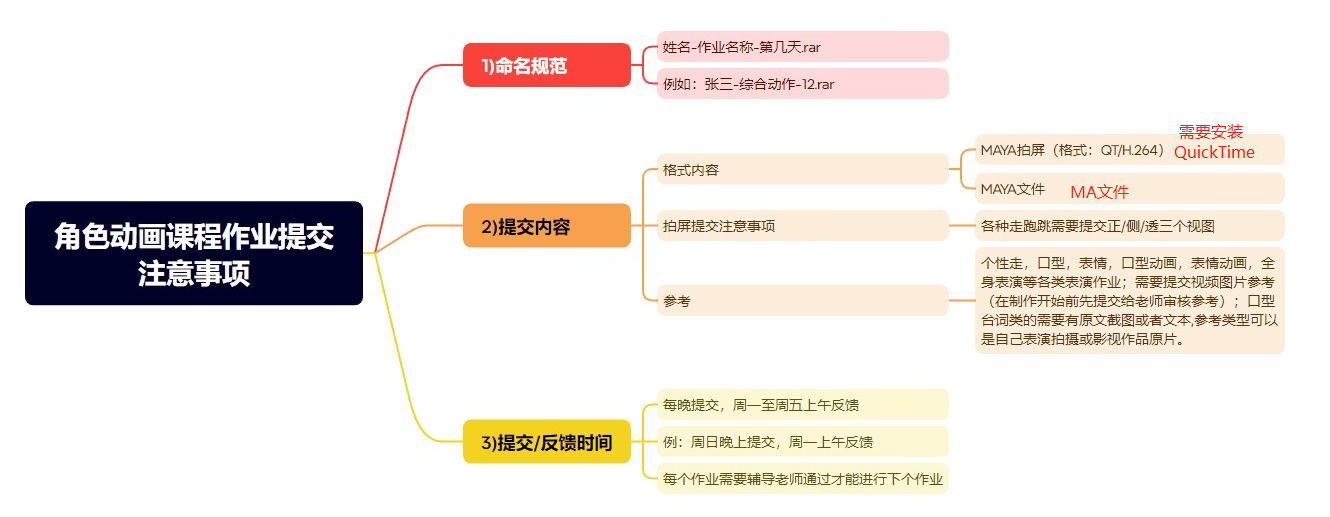 角色动画课程作业提交
注意事项
1)命名规范
姓名-作业名称-第几天.rar
例如：张三-综合动作-12.rar
2)提交内容
格式内容
MAYA拍屏（格式：QT/H.264）
需要安装
QuickTime
MAYA文件
MA文件
拍屏提交注意事项
各种走跑跳需要提交正/侧/透三个视图
参考
个性走，口型，表情，口型动画，表情动画，全
身表演等各类表演作业；需要提交视频图片参考
（在制作开始前先提交给老师审核参考）；口型
台词类的需要有原文截图或者文本,参考类型可以
是自己表演拍摄或影视作品原片。
3)提交/反馈时间
每晚提交，周一至周五上午反馈
例：周日晚上提交，周一上午反馈
每个作业需要辅导老师通过才能进行下个作业